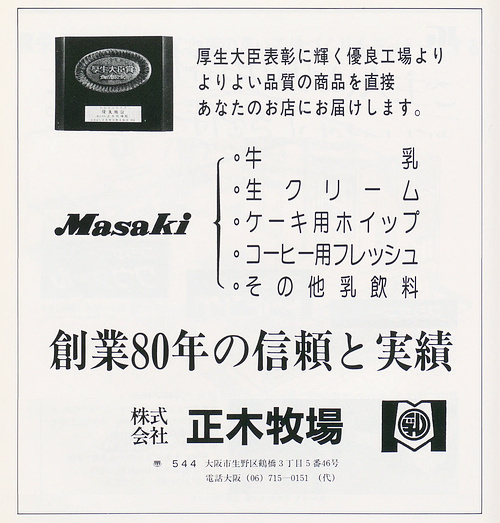 厚生大臣賞
厚生大臣表彰に輝く優良工場より
よりよい品質の商品を直接
あなたのお店にお届けします。
Masaki
・牛乳
・生クリーム
・ケーキ用ホイップ
・コーヒー用フレッシュ
・その他乳飲料
創業80年の信頼と実績
株式会社 正木牧場
544 大阪市生野区鶴橋3丁目5番46号
電話大阪（06）715―0151（代）